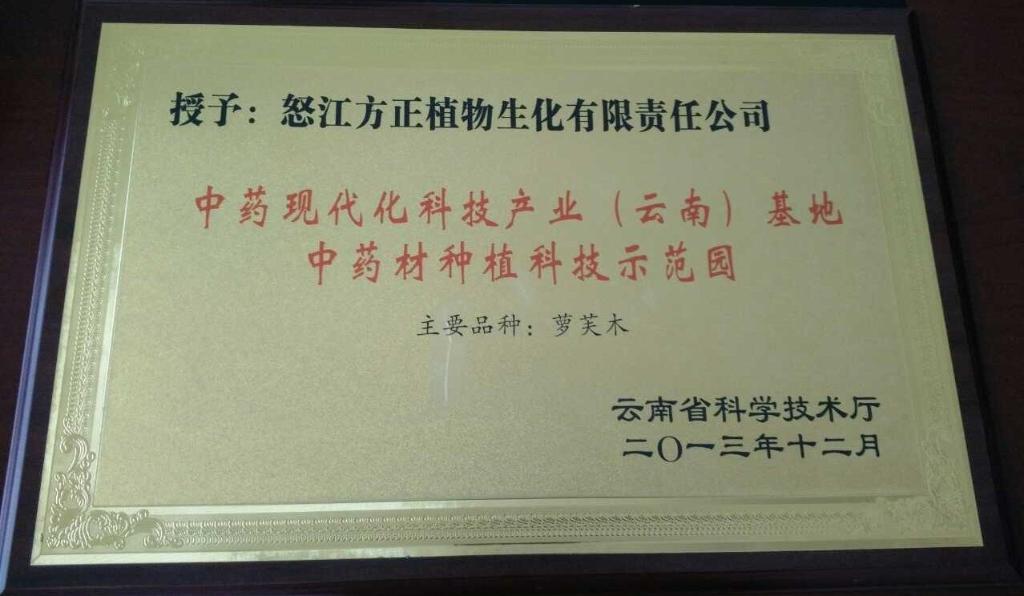 授予：怒江方正植物生化有限责任公司
中药现代化科技产业（云南）基地
中药材种植科技示范园
主要品种：萝芙木
云南省科学技术厅
二〇一三年十二月